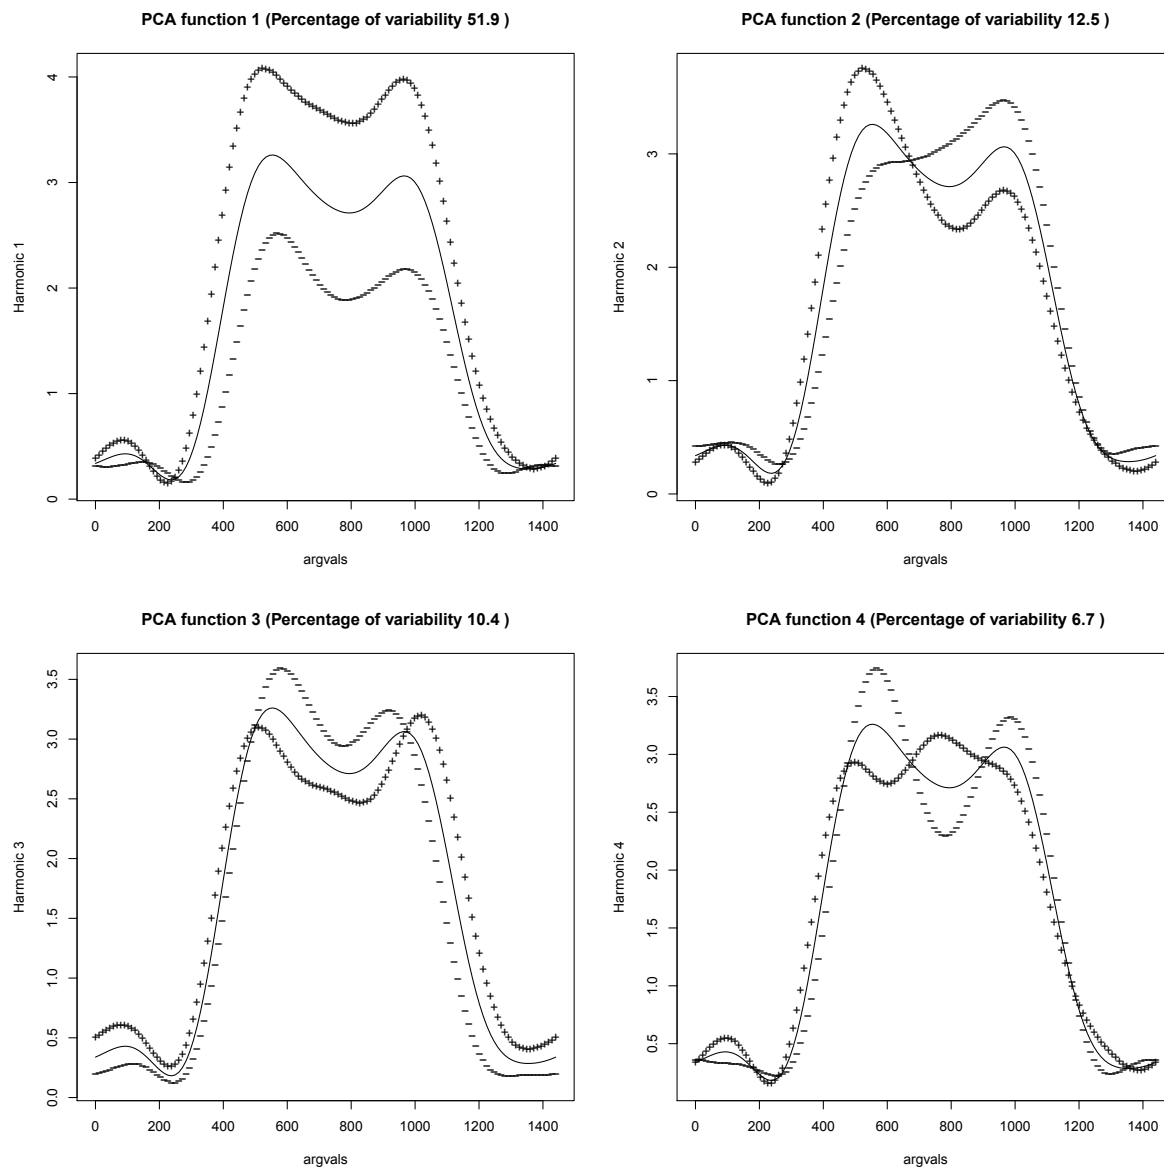 PCA function 1 (Percentage of variability 51.9 )
Harmonic 1
4
3
2
1
0
0 200 400 600 800 1000 1200 1400
argvals
PCA function 2 (Percentage of variability 12.5 )
Harmonic 2
3
2
1
0
0 200 400 600 800 1000 1200 1400
argvals
PCA function 3 (Percentage of variability 10.4 )
Harmonic 3
3.5
3.0
2.5
2.0
1.5
1.0
0.5
0.0
0 200 400 600 800 1000 1200 1400
argvals
PCA function 4 (Percentage of variability 6.7 )
Harmonic 4
3.5
3.0
2.5
2.0
1.5
1.0
0.5
0 200 400 600 800 1000 1200 1400
argvals